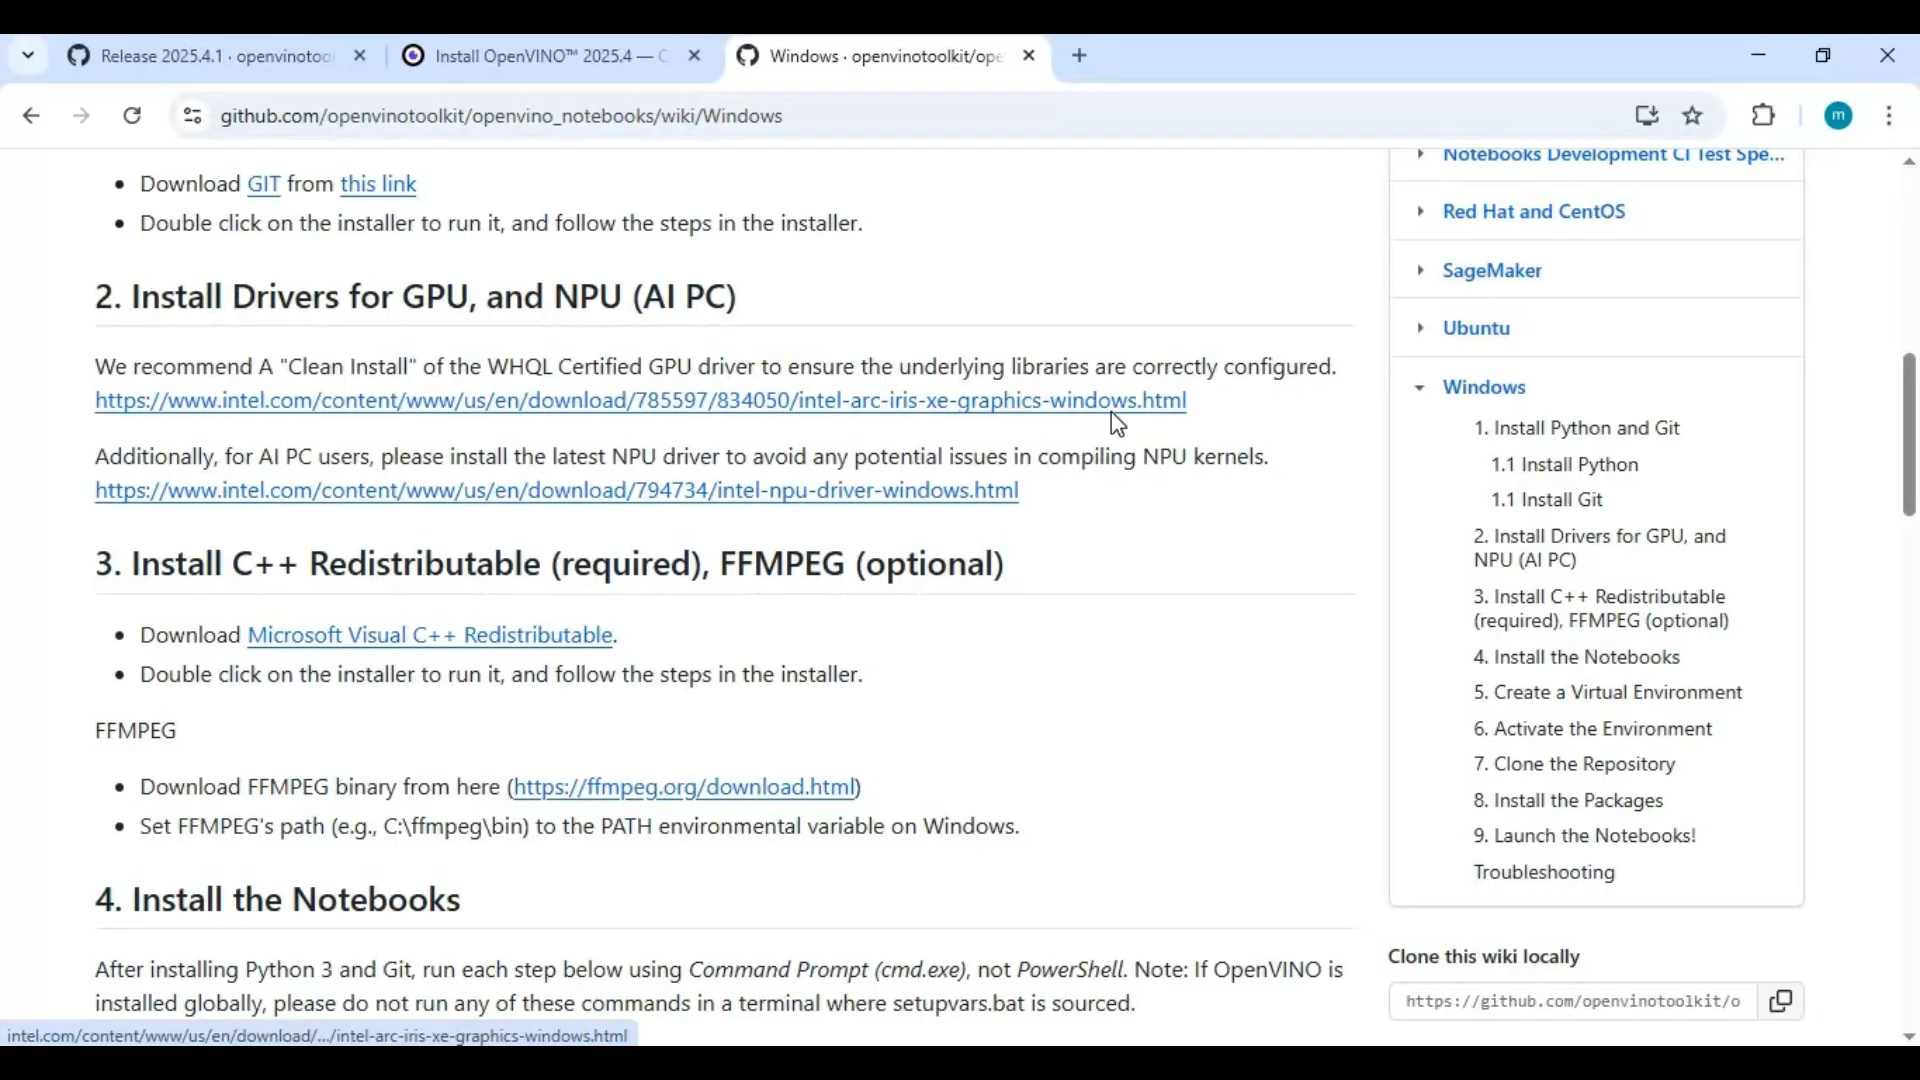 Release 2025.4.1 · openvinotoo
Install OpenVINO™ 2025.4 —
Windows · openvinotoolkit/ope
github.com/openvinotoolkit/openvino_notebooks/wiki/Windows
m
Download GIT from this link
Double click on the installer to run it, and follow the steps in the installer.
2. Install Drivers for GPU, and NPU (AI PC)
We recommend A "Clean Install" of the WHQL Certified GPU driver to ensure the underlying libraries are correctly configured.
https://www.intel.com/content/www/us/en/download/785597/834050/intel-arc-iris-xe-graphics-windows.html
Additionally, for AI PC users, please install the latest NPU driver to avoid any potential issues in compiling NPU kernels.
https://www.intel.com/content/www/us/en/download/794734/intel-npu-driver-windows.html
3. Install C++ Redistributable (required), FFMPEG (optional)
Download Microsoft Visual C++ Redistributable.
Double click on the installer to run it, and follow the steps in the installer.
FFMPEG
Download FFMPEG binary from here (https://ffmpeg.org/download.html)
Set FFMPEG's path (e.g., C:\ffmpeg\bin) to the PATH environmental variable on Windows.
4. Install the Notebooks
After installing Python 3 and Git, run each step below using Command Prompt (cmd.exe), not PowerShell. Note: If OpenVINO is
installed globally, please do not run any of these commands in a terminal where setupvars.bat is sourced.
intel.com/content/www/us/en/download/.../intel-arc-iris-xe-graphics-windows.html
Notebooks Development CI Test Spe...
Red Hat and CentOS
SageMaker
Ubuntu
Windows
1. Install Python and Git
1.1 Install Python
1.1 Install Git
2. Install Drivers for GPU, and
NPU (AI PC)
3. Install C++ Redistributable
(required), FFMPEG (optional)
4. Install the Notebooks
5. Create a Virtual Environment
6. Activate the Environment
7. Clone the Repository
8. Install the Packages
9. Launch the Notebooks!
Troubleshooting
Clone this wiki locally
https://github.com/openvinotoolkit/o